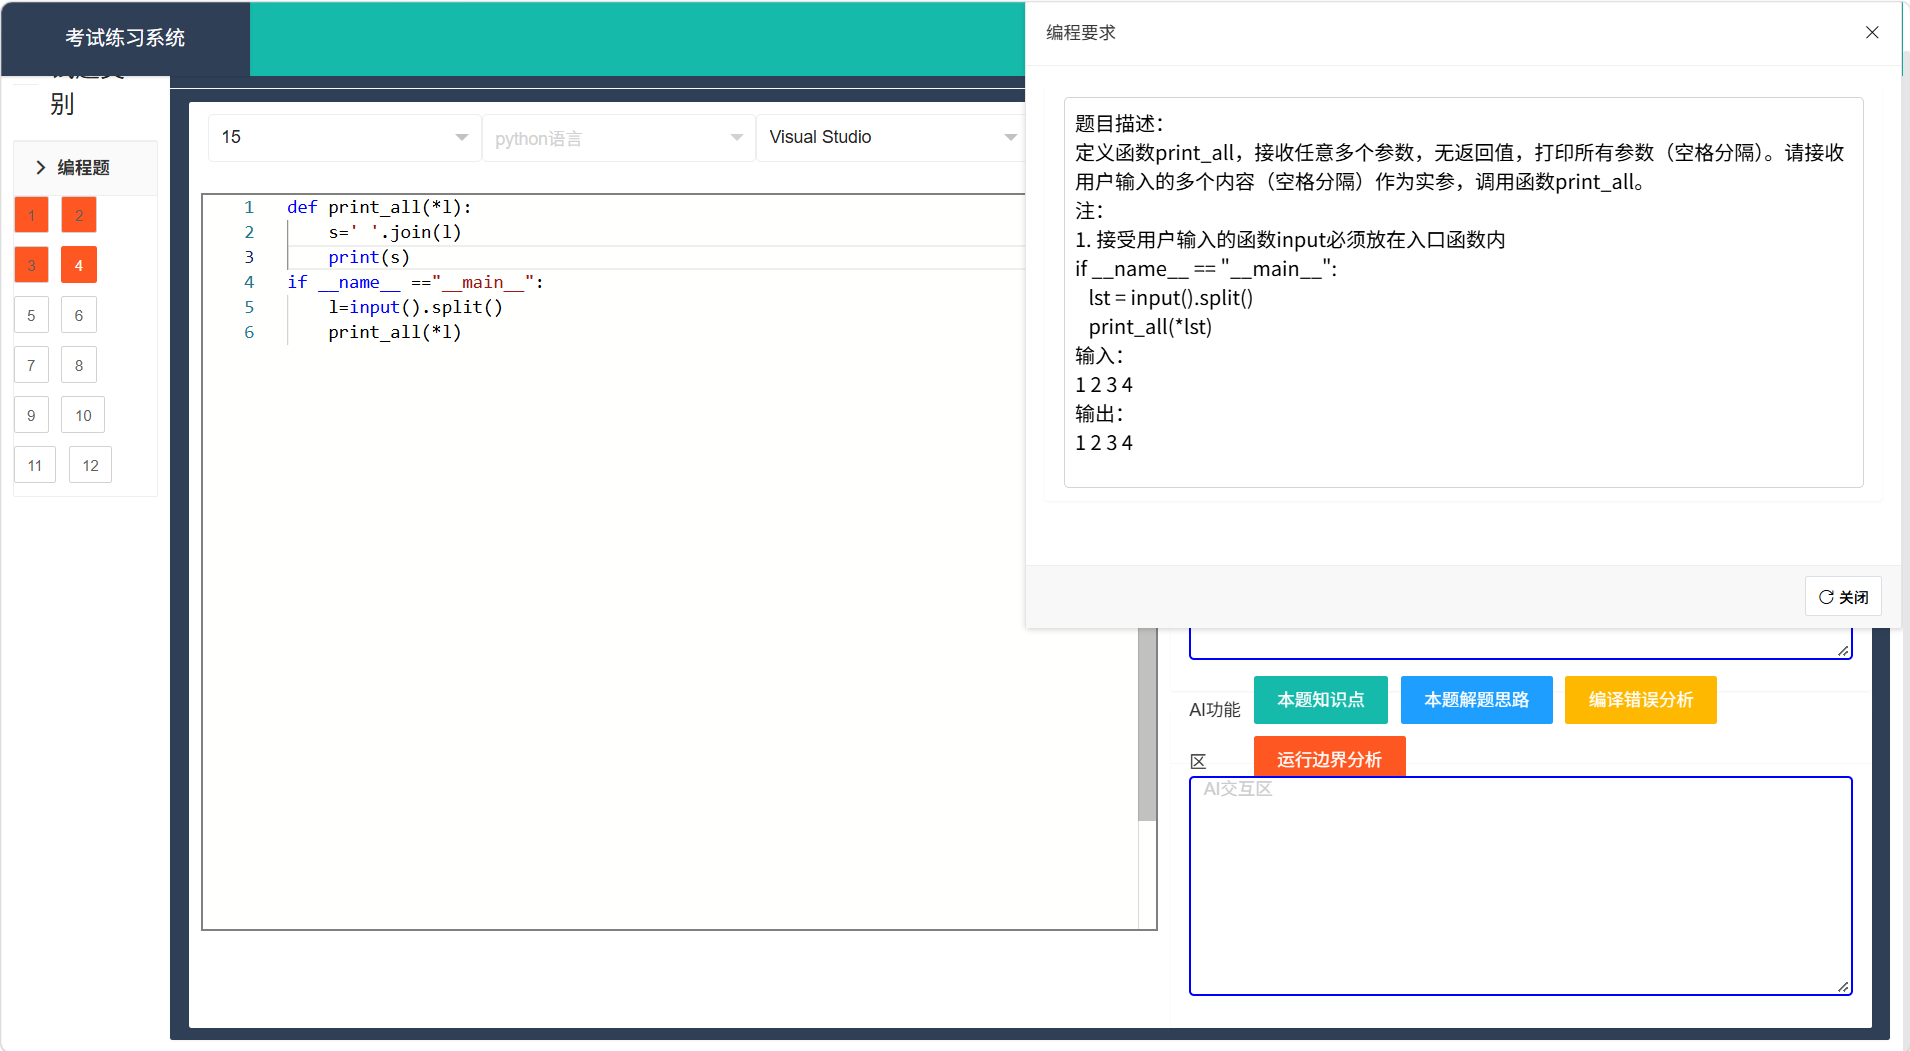 考试练习系统
别
编程题
1 2
3 4
5 6
7 8
9 10
11 12
15 python语言 Visual Studio
1 def print_all(*l):
2 s=' '.join(l)
3 print(s)
4 if __name__ =="__main__":
5 l=input().split()
6 print_all(*l)
编程要求
题目描述：
定义函数print_all，接收任意多个参数，无返回值，打印所有参数（空格分隔）。请接收
用户输入的多个内容（空格分隔）作为实参，调用函数print_all。
注：
1. 接受用户输入的函数input必须放在入口函数内
if __name__ == "__main__":
lst = input().split()
print_all(*lst)
输入：
1 2 3 4
输出：
1 2 3 4
关闭
AI功能
区
本题知识点 本题解题思路 编译错误分析
运行边界分析
AI交互区